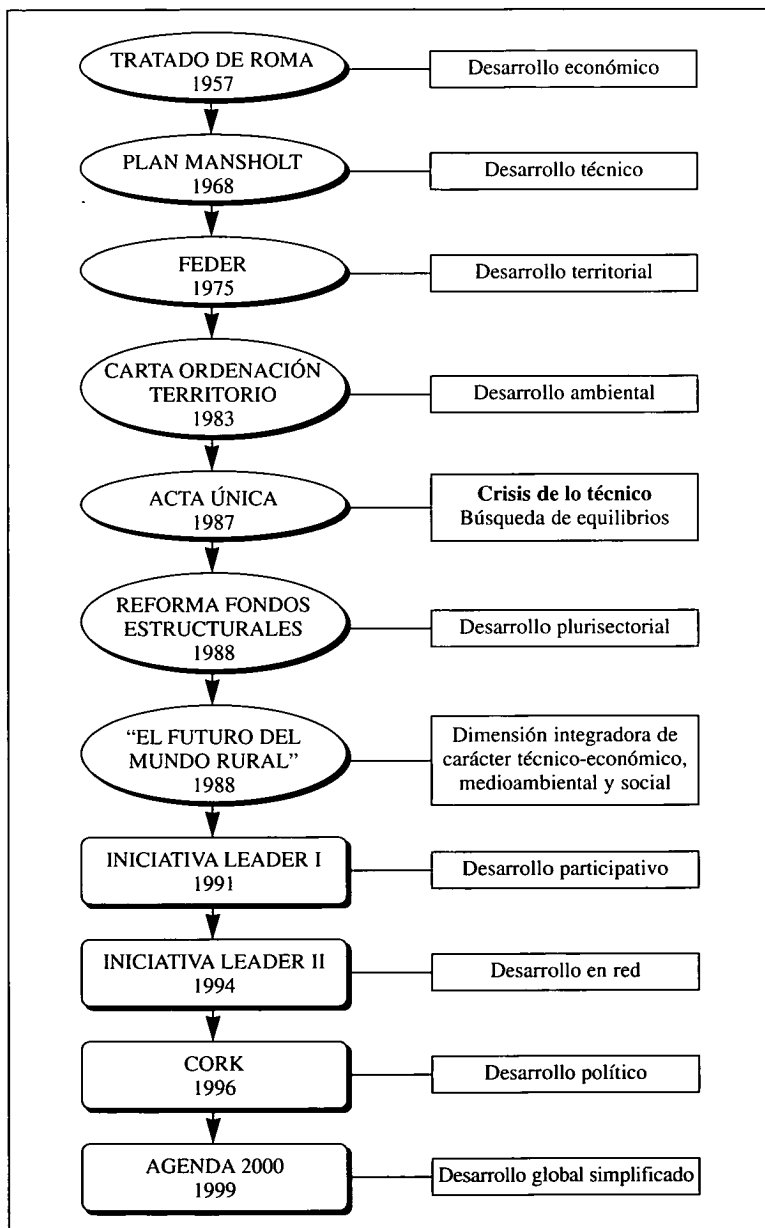 TRATADO DE ROMA
1957
Desarrollo económico
PLAN MANSHOLT
1968
Desarrollo técnico
FEDER
1975
Desarrollo territorial
CARTA ORDENACIÓN
TERRITORIO
1983
Desarrollo ambiental
ACTA ÚNICA
1987
Crisis de lo técnico
Búsqueda de equilibrios
REFORMA FONDOS
ESTRUCTURALES
1988
Desarrollo plurisectorial
“EL FUTURO DEL
MUNDO RURAL”
1988
Dimensión integradora de
carácter técnico-económico,
medioambiental y social
INICIATIVA LEADER I
1991
Desarrollo participativo
INICIATIVA LEADER II
1994
Desarrollo en red
CORK
1996
Desarrollo político
AGENDA 2000
1999
Desarrollo global simplificado